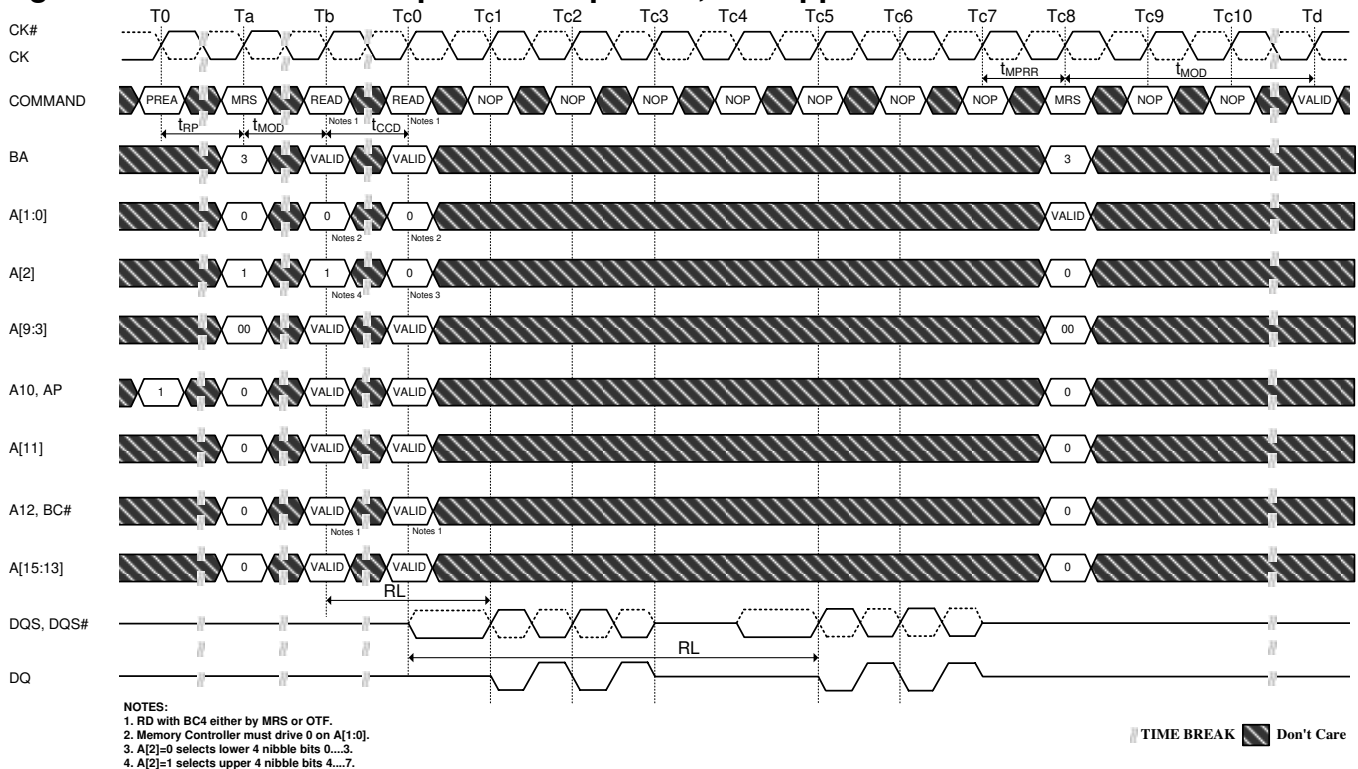 T0 Ta Tb Tc0 Tc1 Tc2 Tc3 Tc4 Tc5 Tc6 Tc7 Tc8 Tc9 Tc10 Td
CK#
CK
tMPRR tMOD
COMMAND PREA MRS READ READ NOP NOP NOP NOP NOP NOP NOP MRS NOP NOP VALID
Notes 1 Notes 1
tRP tMOD tCCD
BA 3 VALID VALID 3
A[1:0] 0 0 0 VALID
Notes 2 Notes 2
A[2] 1 1 0 0
Notes 4 Notes 3
A[9:3] 00 VALID VALID 00
A10, AP 1 0 VALID VALID 0
A[11] 0 VALID VALID 0
A12, BC# 0 VALID VALID 0
Notes 1 Notes 1
A[15:13] 0 VALID VALID 0
RL
DQS, DQS#
RL
DQ
NOTES:
1. RD with BC4 either by MRS or OTF.
2. Memory Controller must drive 0 on A[1:0].
3. A[2]=0 selects lower 4 nibble bits 0....3.
4. A[2]=1 selects upper 4 nibble bits 4....7.
TIME BREAK Don't Care